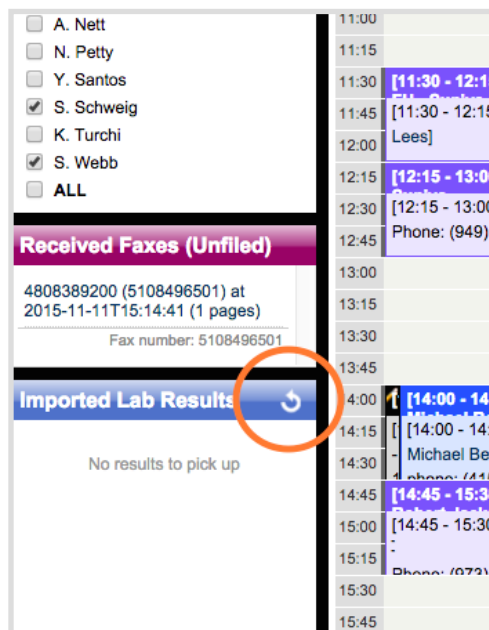 A. Nett
N. Petty
Y. Santos
S. Schweig
K. Turchi
S. Webb
ALL
Received Faxes (Unfiled)
4808389200 (5108496501) at
2015-11-11T15:14:41 (1 pages)
Fax number: 5108496501
Imported Lab Results
No results to pick up
11:00
11:15
11:30
11:45
12:00
12:15
12:30
12:45
13:00
13:15
13:30
13:45
14:00
14:15
14:30
14:45
15:00
15:15
15:30
15:45
[11:30 - 12:1
[11:30 - 12:15
Lees]
[12:15 - 13:0
[12:15 - 13:00
Phone: (949)
[14:00 - 14
[14:00 - 14:
Michael Be
phone: (41
[14:45 - 15:3
[14:45 - 15:30
-
Phone: (973)